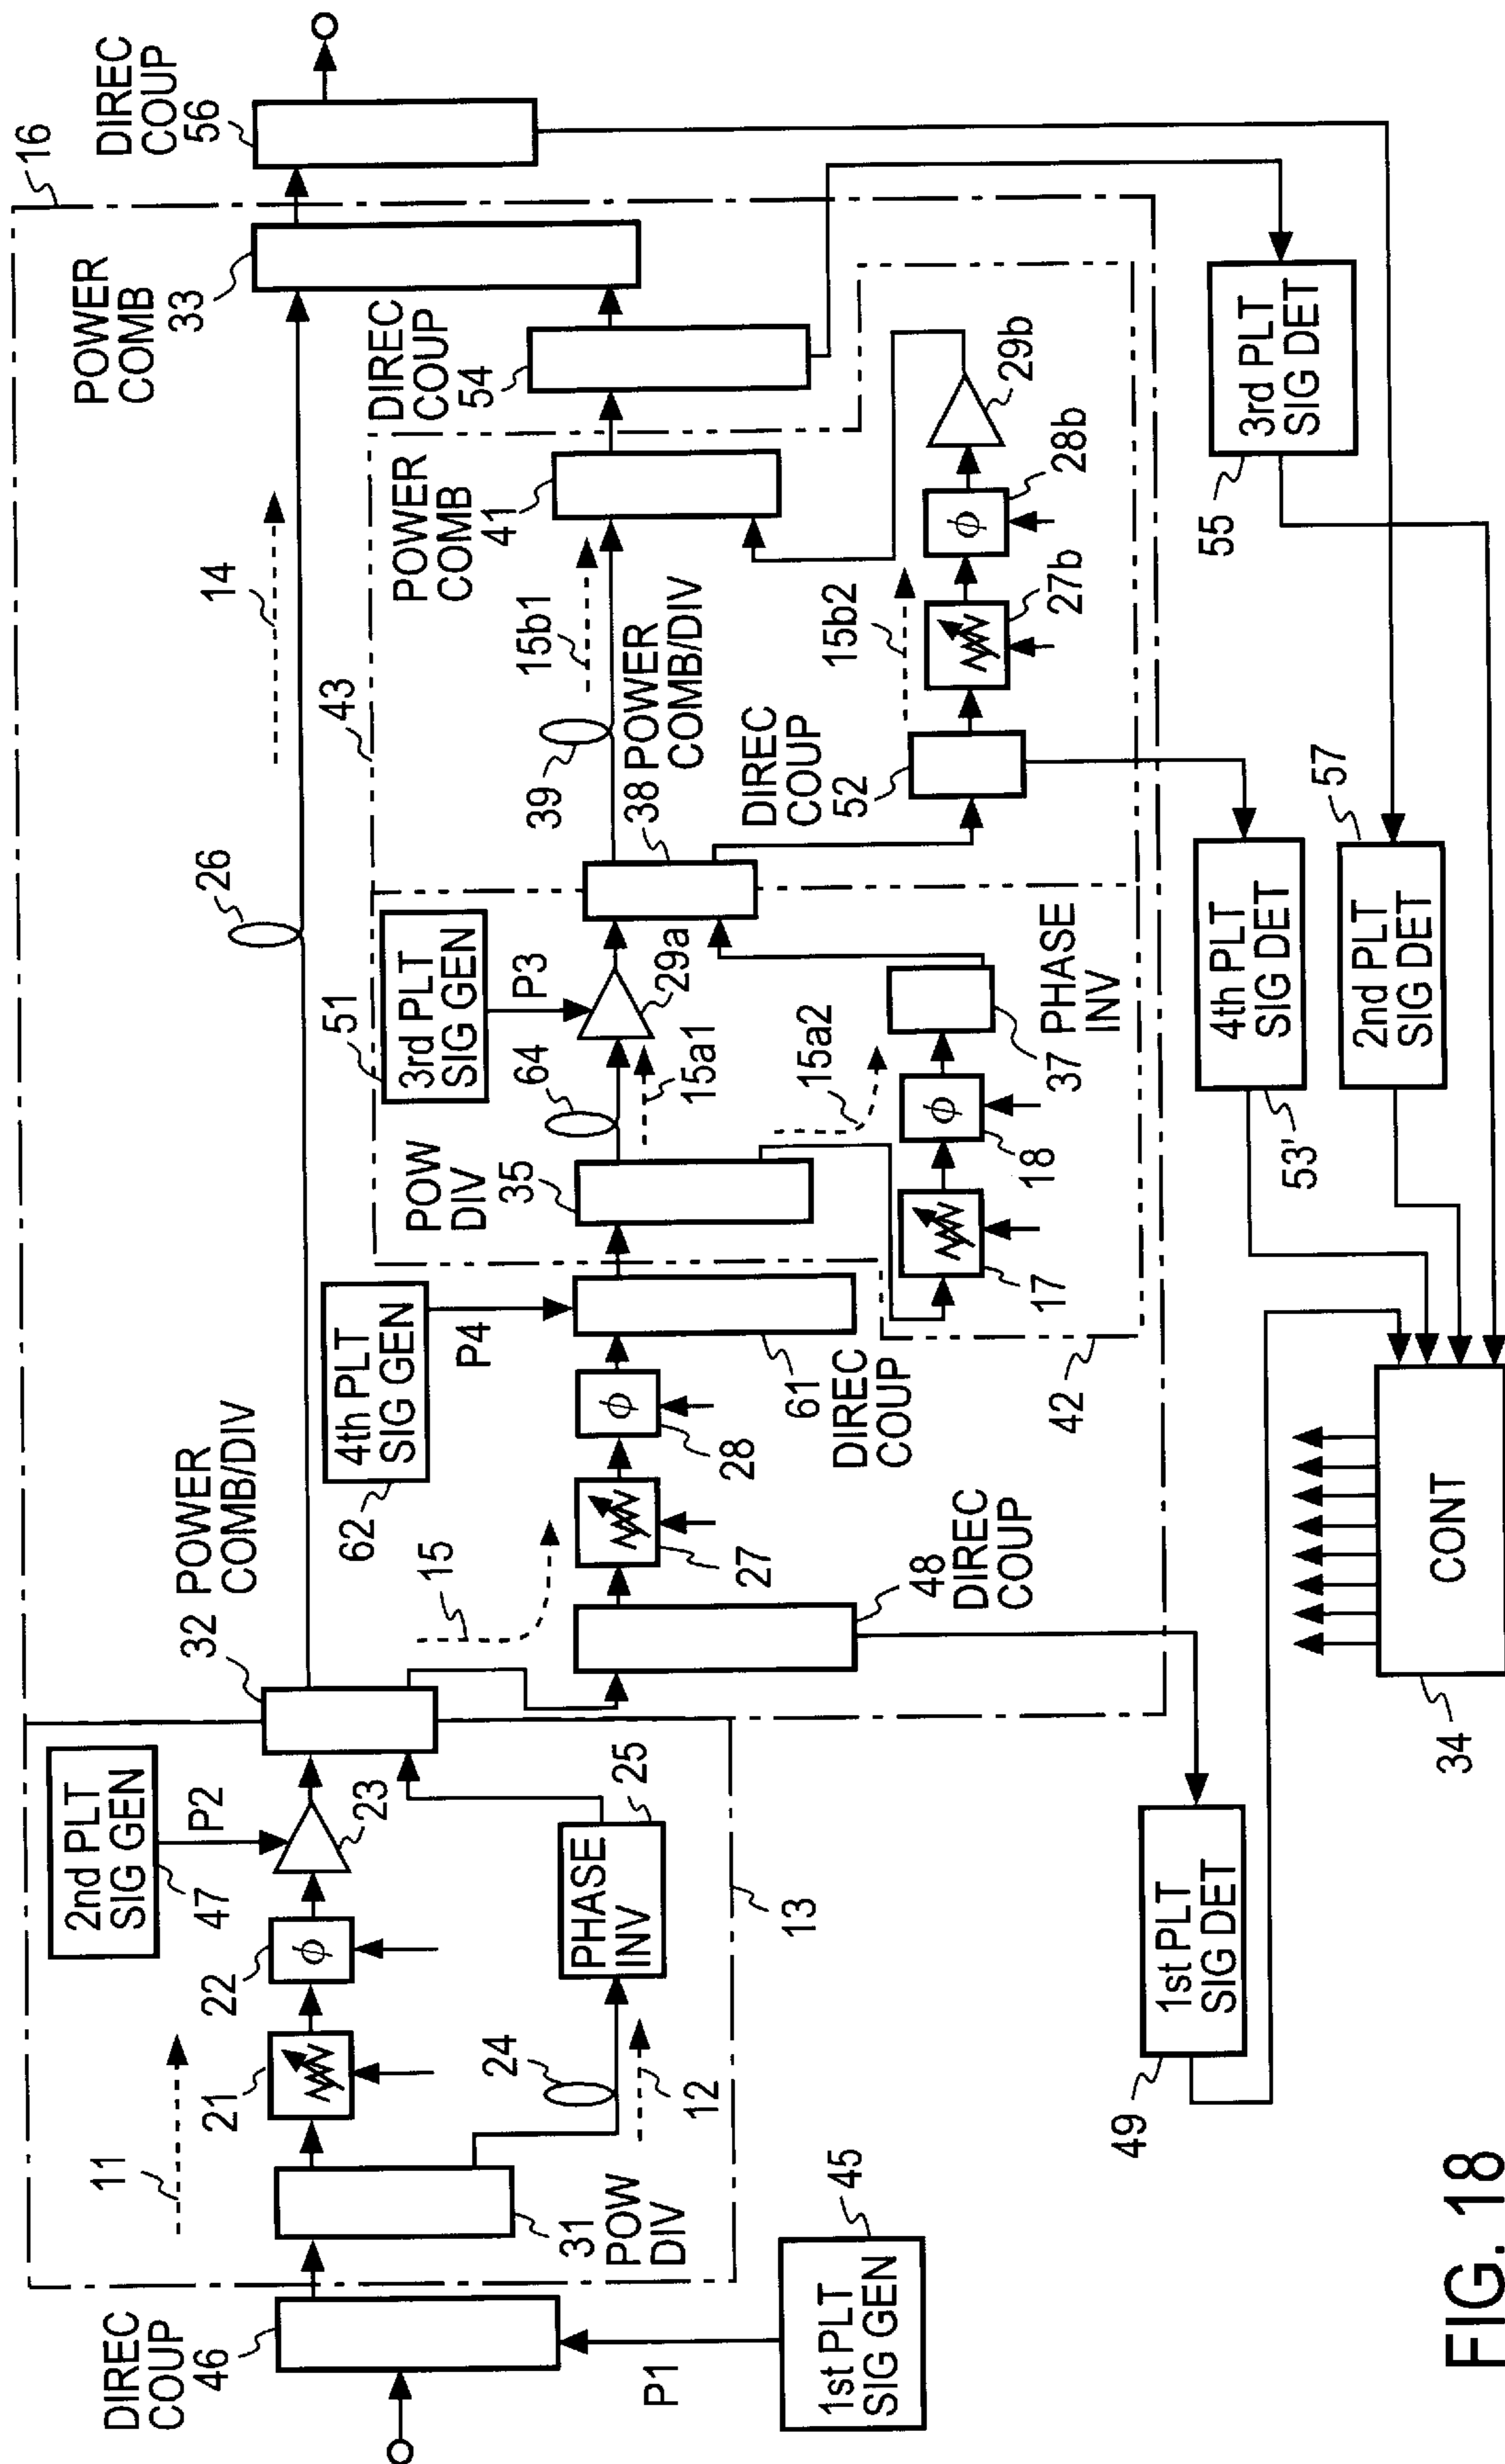 DIREC
COUP
46
P1
1st PLT
SIG GEN
45
11
31
POW
DIV
21
22
2nd PLT
SIG GEN
47
P2
23
24
12
PHASE
INV
25
13
32
POWER
COMB/DIV
15
48
DIREC
COUP
27
28
4th PLT
SIG GEN
62
P4
61
DIREC
COUP
26
14
16
POW
DIV
35
64
15a1
3rd PLT
SIG GEN
51
P3
29a
17
18
15a2
37
PHASE
INV
42
43
38
POWER
COMB/DIV
39
15b1
DIREC
COUP
52
15b2
27b
28b
29b
POWER
COMB
41
DIREC
COUP
54
POWER
COMB
33
DIREC
COUP
56
1st PLT
SIG DET
49
4th PLT
SIG DET
53'
2nd PLT
SIG DET
57
3rd PLT
SIG DET
55
CONT
34
ϕ
ϕ
ϕ
ϕ
FIG. 18